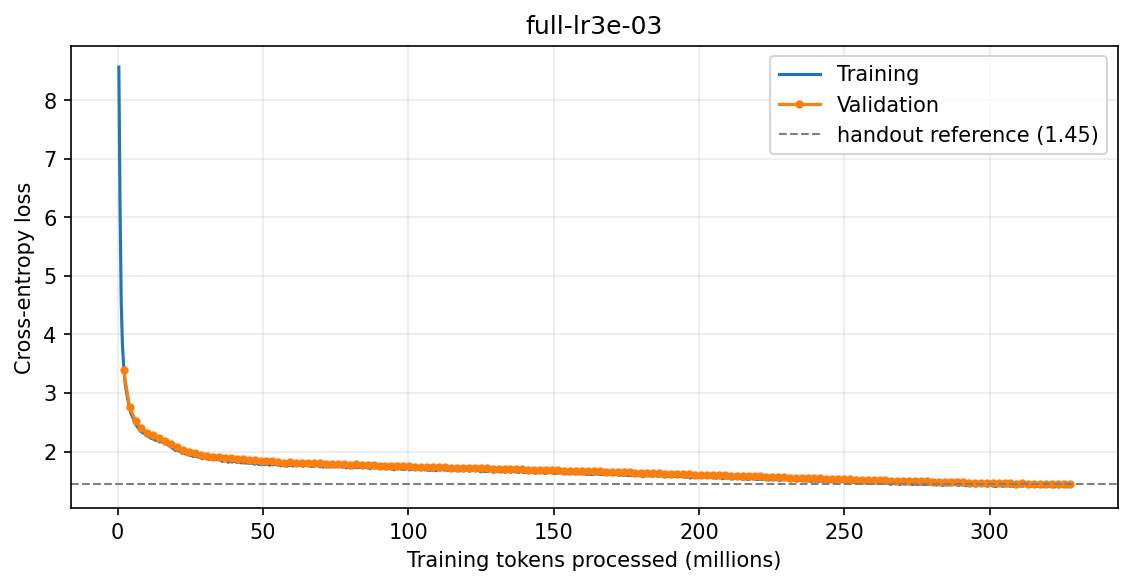 full-lr3e-03
Training
Validation
handout reference (1.45)
Cross-entropy loss
8
7
6
5
4
3
2
0 50 100 150 200 250 300
Training tokens processed (millions)